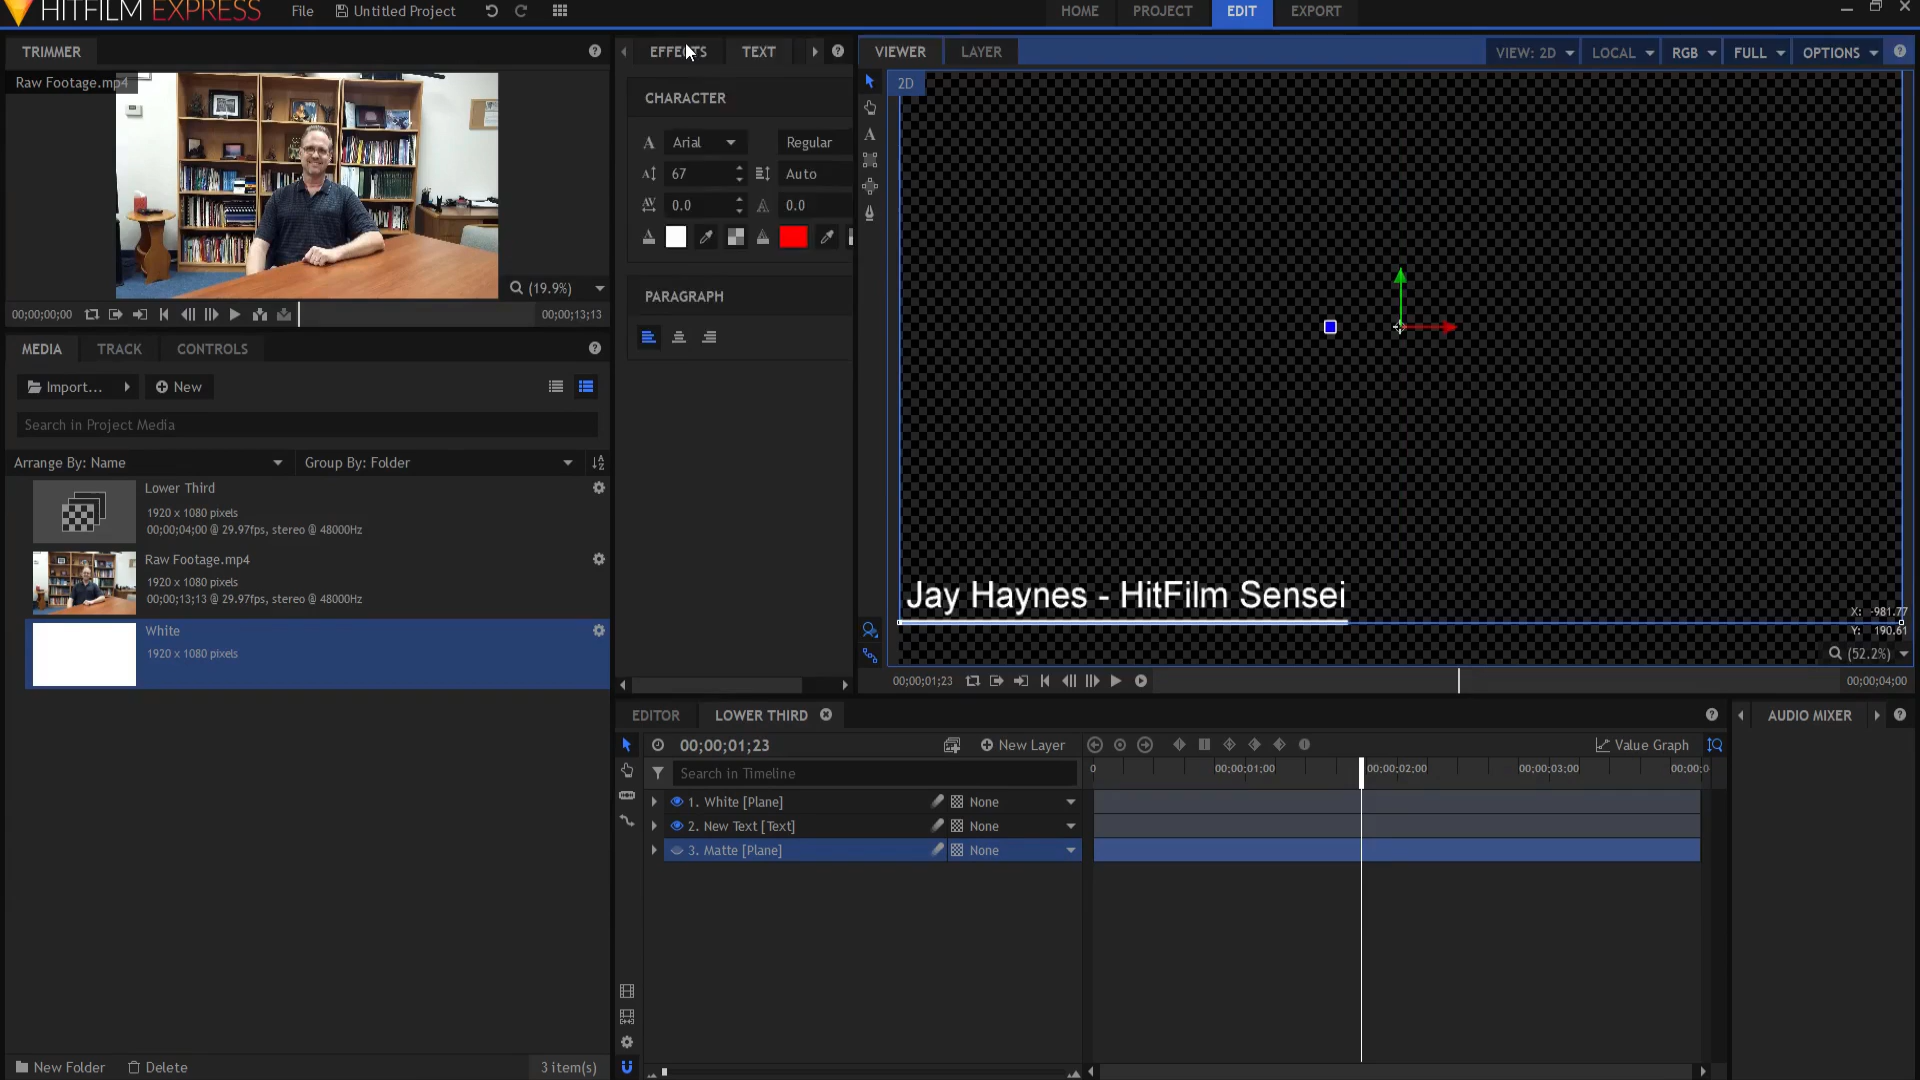 HITFILM EXPRESS File Untitled Project HOME PROJECT EDIT EXPORT
TRIMMER
Raw Footage.mp4
(19.9%)
00;00;00;00 00;00;13;13
MEDIA TRACK CONTROLS
Import... New
Search in Project Media
Arrange By: Name Group By: Folder
Lower Third
1920 x 1080 pixels
00;00;04;00 @ 29.97fps, stereo @ 48000Hz
Raw Footage.mp4
1920 x 1080 pixels
00;00;13;13 @ 29.97fps, stereo @ 48000Hz
White
1920 x 1080 pixels
New Folder Delete 3 item(s)
EFFECTS TEXT
CHARACTER
Arial Regular
67 Auto
0.0 0.0
PARAGRAPH
VIEWER LAYER VIEW: 2D LOCAL RGB FULL OPTIONS
2D
Jay Haynes - HitFilm Sensei
X: -981.77
Y: 190.61
(52.2%)
00;00;01;23 00;00;04;00
EDITOR LOWER THIRD
00;00;01;23 New Layer Value Graph
Search in Timeline
0 00;00;01;00 00;00;02;00 00;00;03;00 00;00;0
1. White [Plane] None
2. New Text [Text] None
3. Matte [Plane] None
AUDIO MIXER